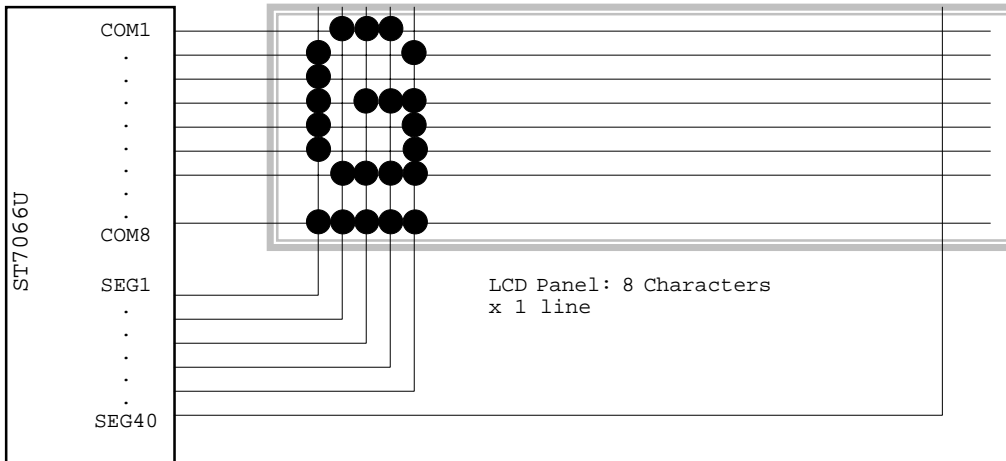 COM1
.
.
.
.
.
.
.
COM8
ST7066U
SEG1
.
.
.
.
.
SEG40
LCD Panel: 8 Characters
x 1 line